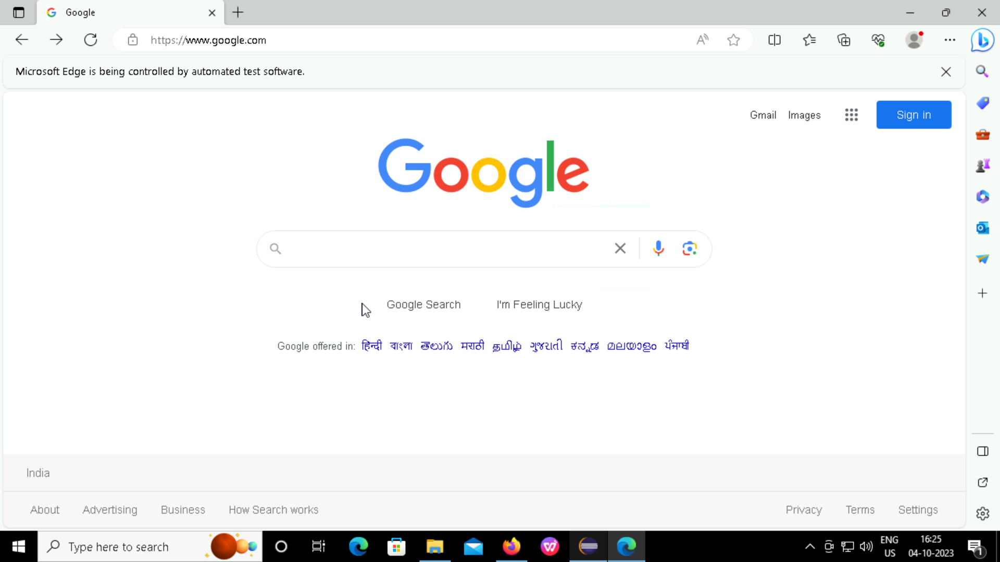 Google
https://www.google.com
Microsoft Edge is being controlled by automated test software.
Gmail Images Sign in
Google
Google Search I'm Feeling Lucky
Google offered in: हिन्दी বাংলা తెలుగు मराठी தமிழ் ગુજરાતી ಕನ್ನಡ മലയാളം ਪੰਜਾਬੀ
India
About Advertising Business How Search works Privacy Terms Settings
Type here to search
ENG
US
16:25
04-10-2023
1